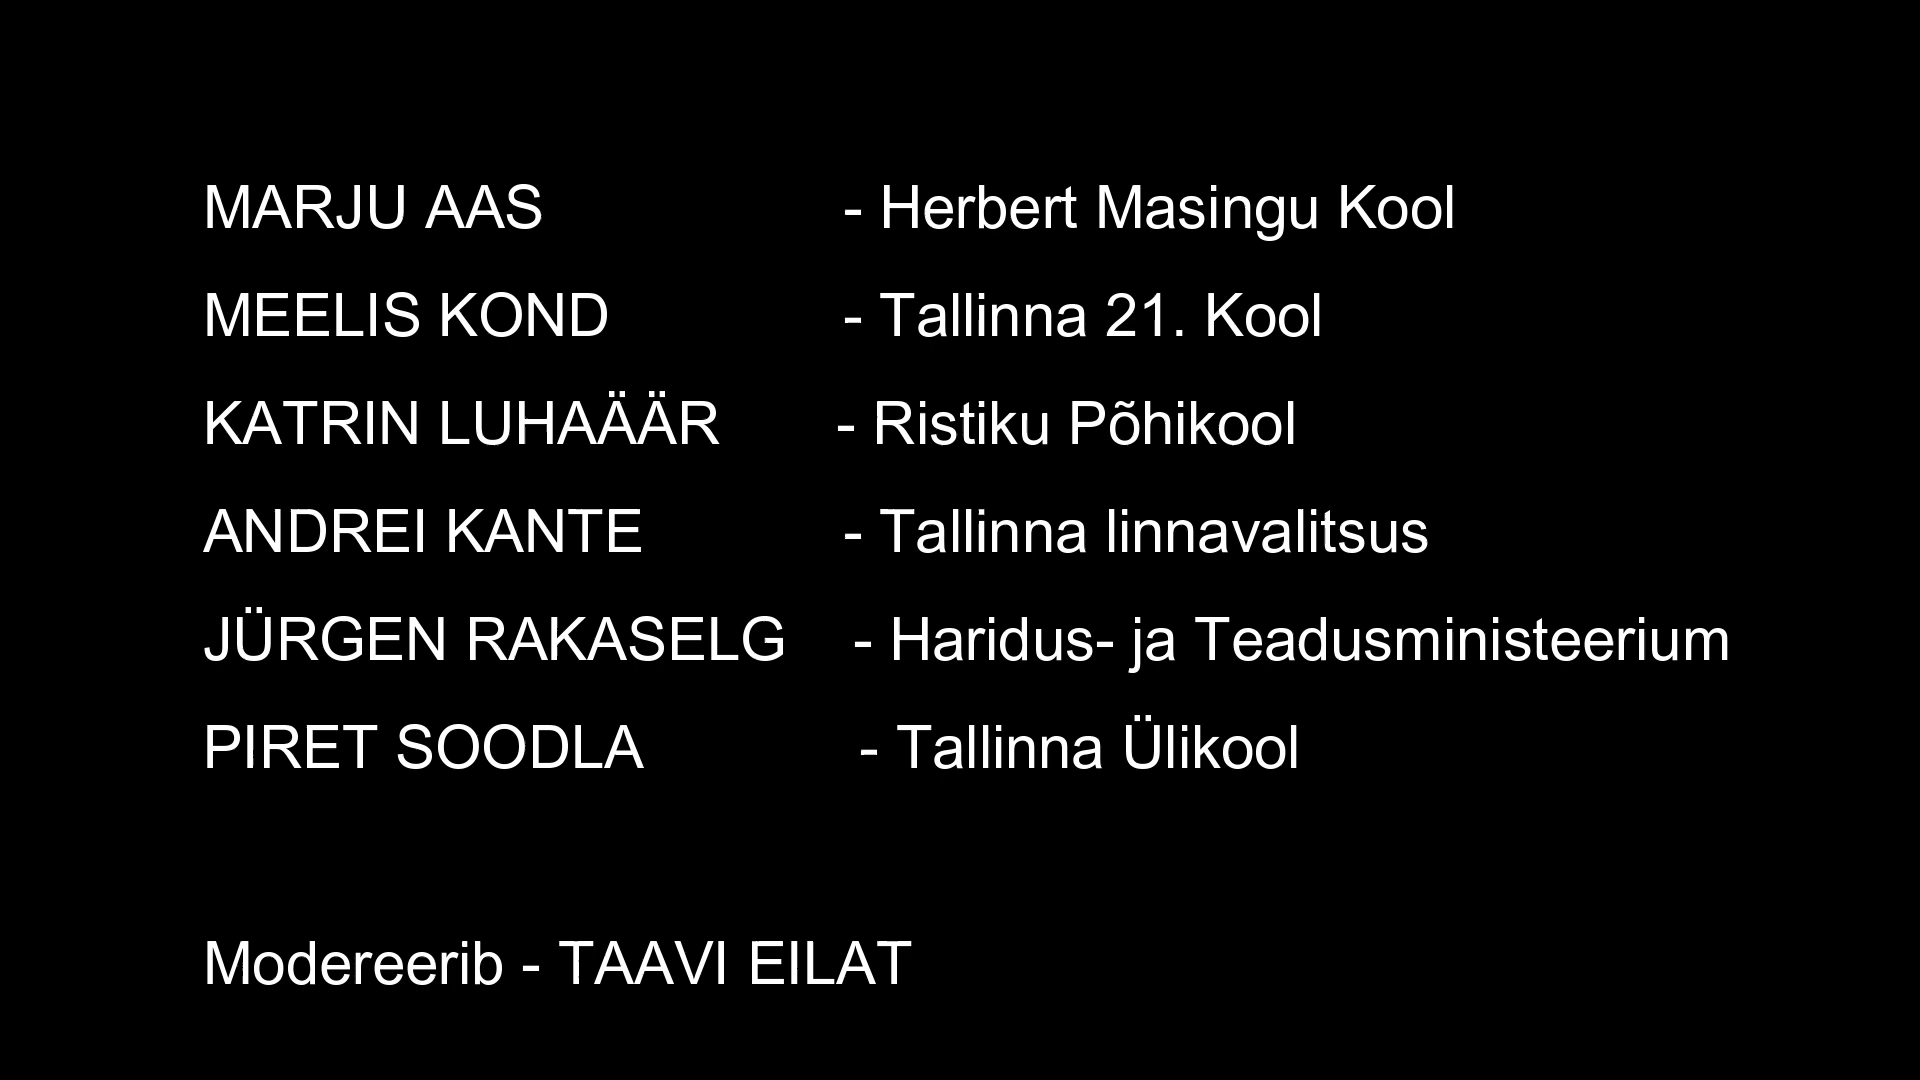 MARJU AAS - Herbert Masingu Kool
MEELIS KOND - Tallinna 21. Kool
KATRIN LUHAÄÄR - Ristiku Põhikool
ANDREI KANTE - Tallinna linnavalitsus
JÜRGEN RAKASELG - Haridus- ja Teadusministeerium
PIRET SOODLA - Tallinna Ülikool
Modereerib - TAAVI EILAT